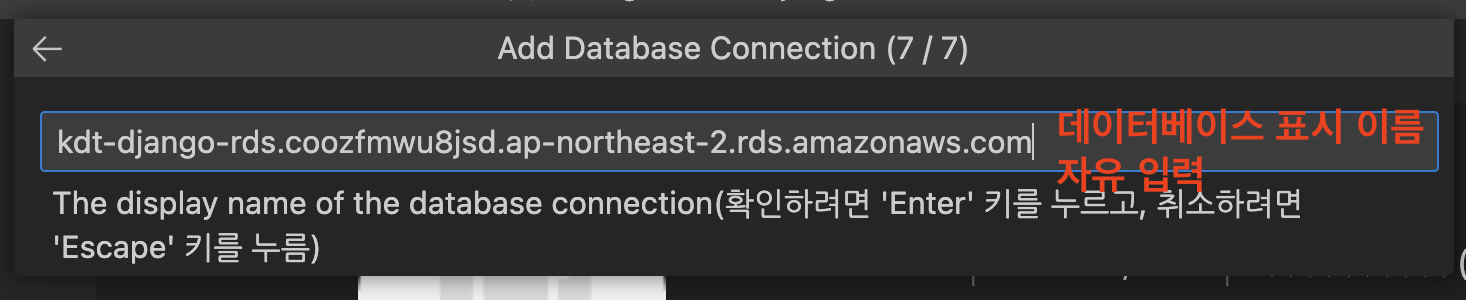 Add Database Connection (7 / 7)
kdt-django-rds.coozfmwu8jsd.ap-northeast-2.rds.amazonaws.com
데이터베이스 표시 이름
자유 입력
The display name of the database connection(확인하려면 'Enter' 키를 누르고, 취소하려면
'Escape' 키를 누름)